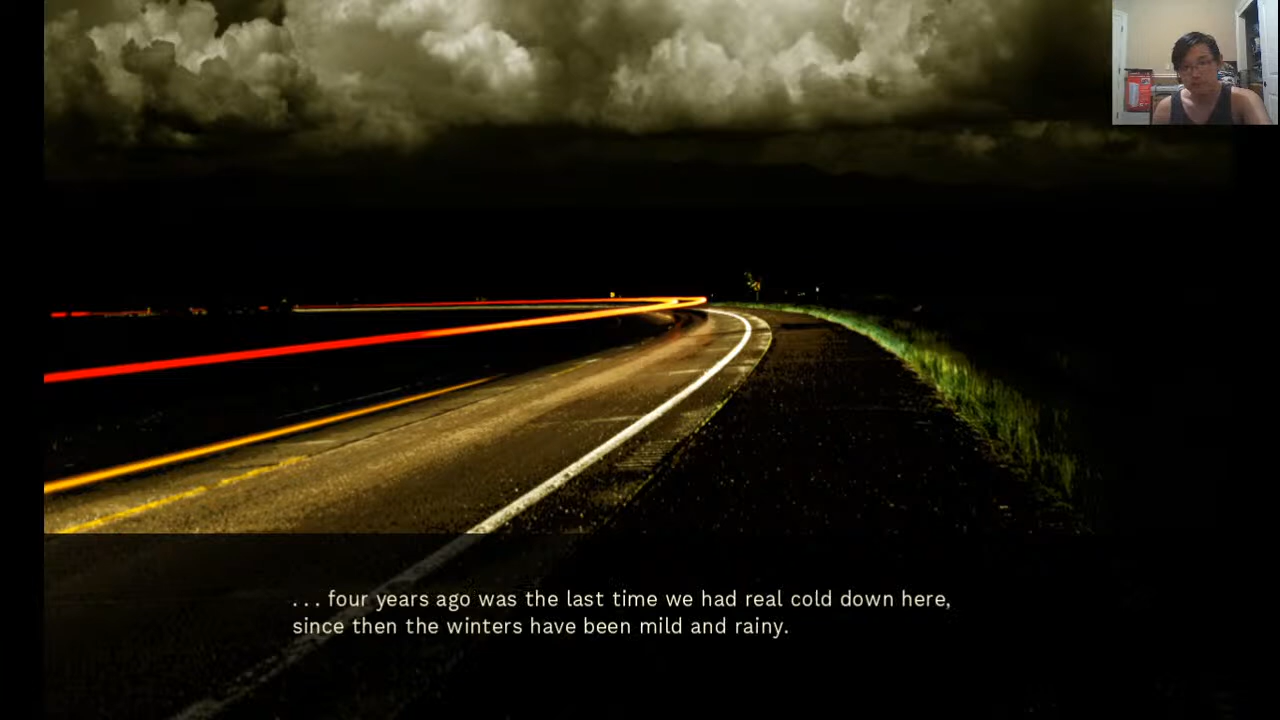 ... four years ago was the last time we had real cold down here,
since then the winters have been mild and rainy.